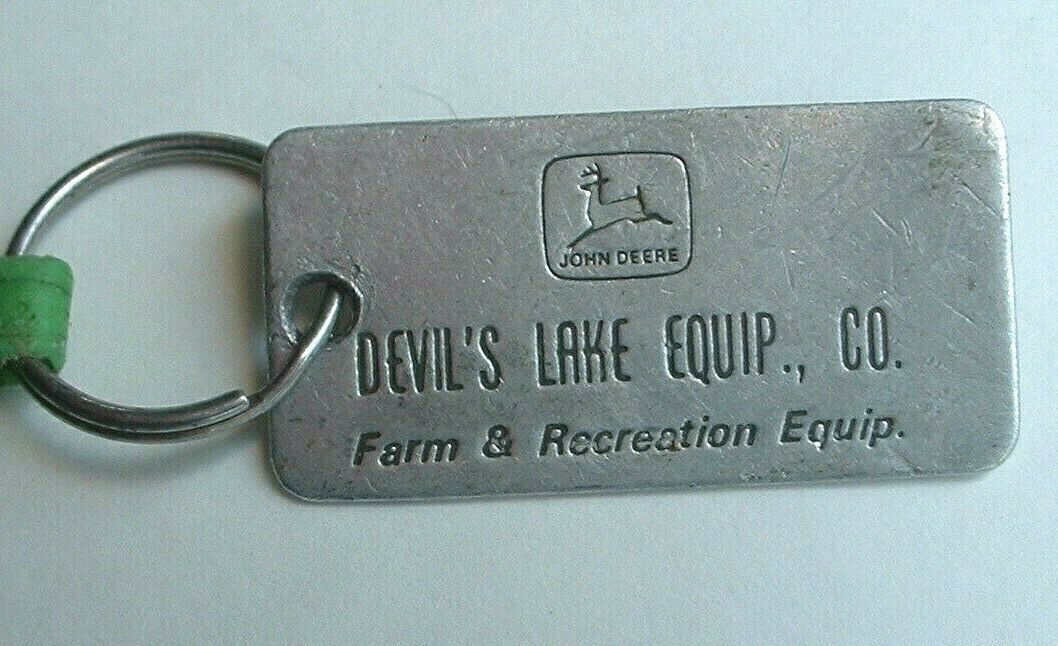 JOHN DEERE
DEVIL'S LAKE EQUIP., CO.
Farm & Recreation Equip.